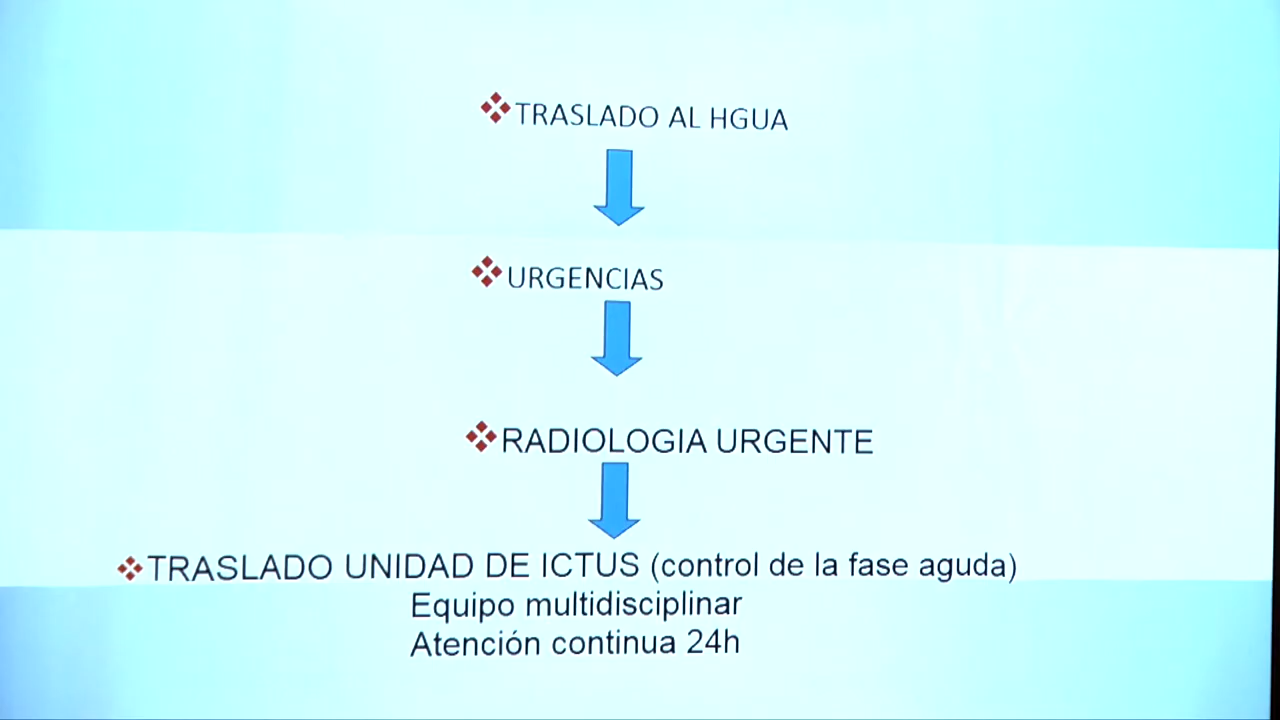 TRASLADO AL HGUA
URGENCIAS
RADIOLOGIA URGENTE
TRASLADO UNIDAD DE ICTUS (control de la fase aguda)
Equipo multidisciplinar
Atención continua 24h